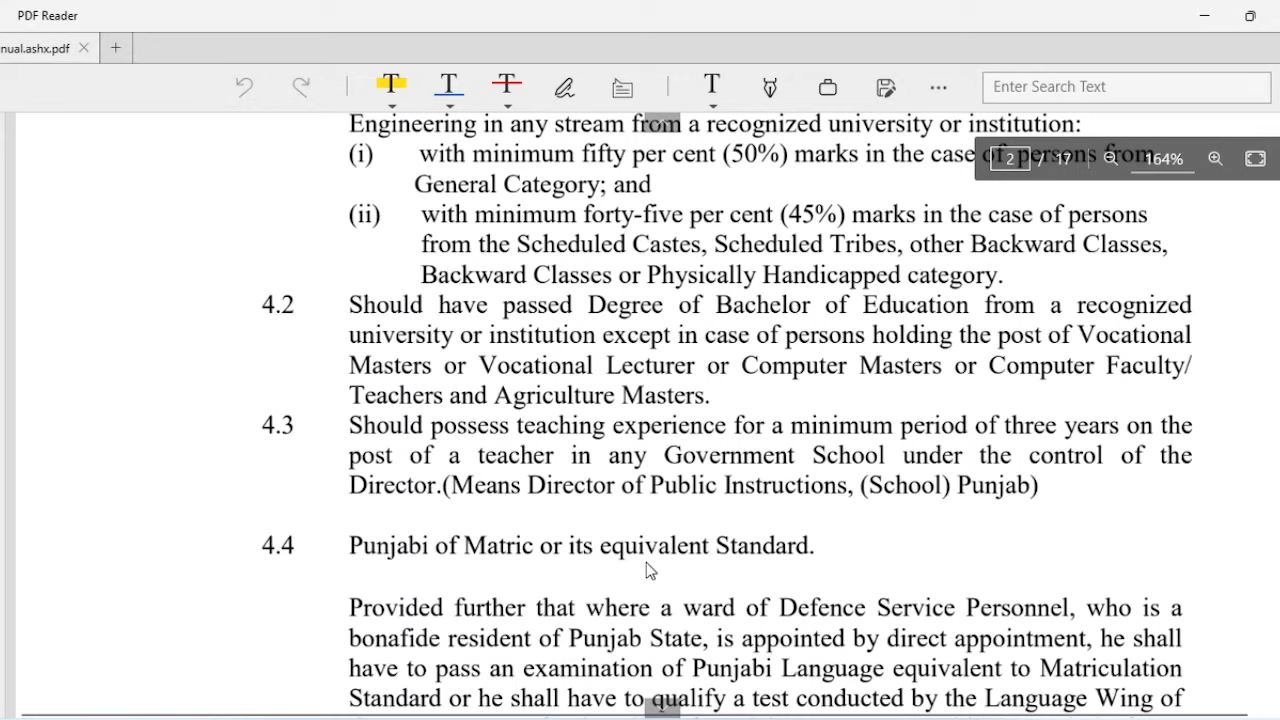 PDF Reader
nual.ashx.pdf
Enter Search Text
2 / 17 164%
Engineering in any stream from a recognized university or institution:
(i) with minimum fifty per cent (50%) marks in the case of persons from
General Category; and
(ii) with minimum forty-five per cent (45%) marks in the case of persons
from the Scheduled Castes, Scheduled Tribes, other Backward Classes,
Backward Classes or Physically Handicapped category.
4.2 Should have passed Degree of Bachelor of Education from a recognized
university or institution except in case of persons holding the post of Vocational
Masters or Vocational Lecturer or Computer Masters or Computer Faculty/
Teachers and Agriculture Masters.
4.3 Should possess teaching experience for a minimum period of three years on the
post of a teacher in any Government School under the control of the
Director.(Means Director of Public Instructions, (School) Punjab)
4.4 Punjabi of Matric or its equivalent Standard.
Provided further that where a ward of Defence Service Personnel, who is a
bonafide resident of Punjab State, is appointed by direct appointment, he shall
have to pass an examination of Punjabi Language equivalent to Matriculation
Standard or he shall have to qualify a test conducted by the Language Wing of